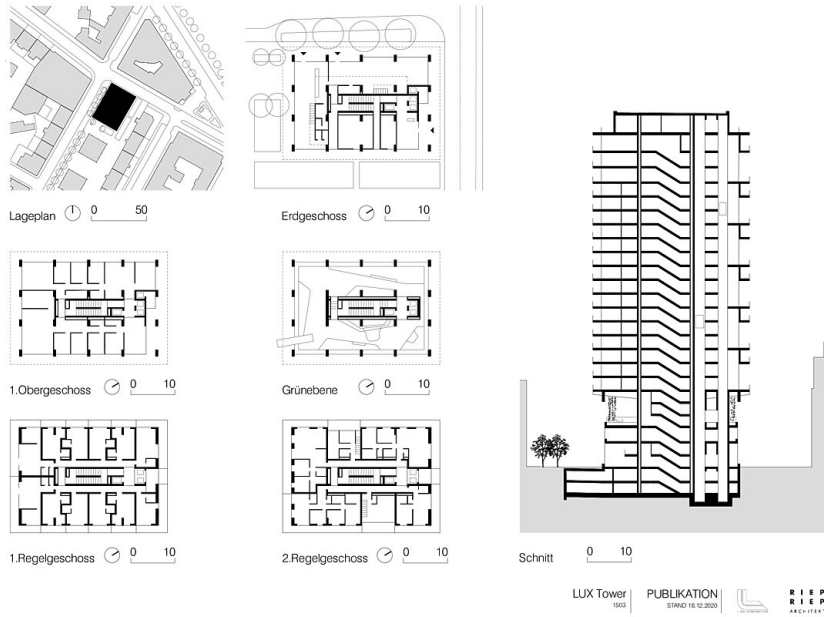 Lageplan 0 50
Erdgeschoss 0 10
1.Obergeschoss 0 10
Grünebene 0 10
1.Regelgeschoss 0 10
2.Regelgeschoss 0 10
Schnitt 0 10
LUX Tower
1503
PUBLIKATION
STAND 18.12.2020
RIEP
RIEP
ARCHITEKT